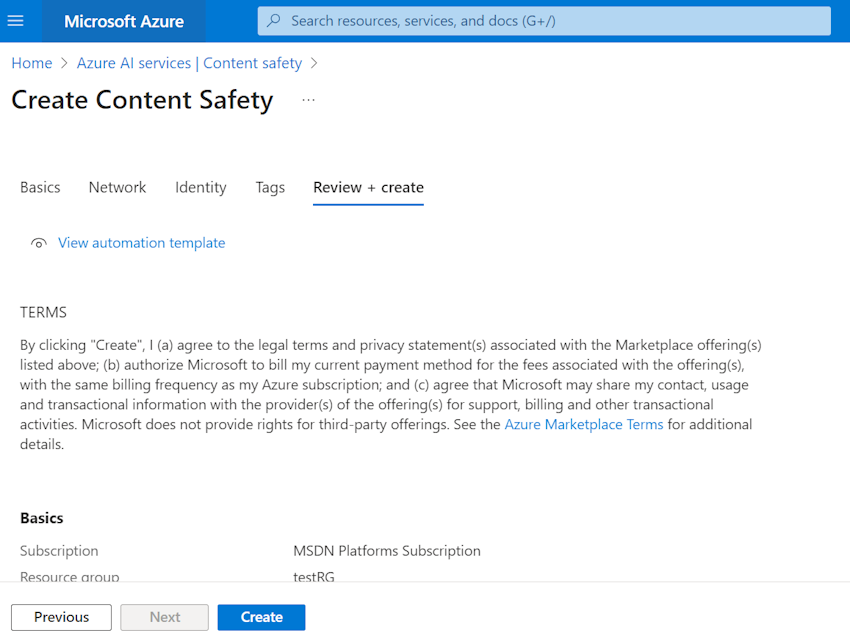 Microsoft Azure
Search resources, services, and docs (G+/)
Home > Azure AI services | Content safety >
Create Content Safety ...
Basics Network Identity Tags Review + create
View automation template
TERMS
By clicking "Create", I (a) agree to the legal terms and privacy statement(s) associated with the Marketplace offering(s)
listed above; (b) authorize Microsoft to bill my current payment method for the fees associated with the offering(s),
with the same billing frequency as my Azure subscription; and (c) agree that Microsoft may share my contact, usage
and transactional information with the provider(s) of the offering(s) for support, billing and other transactional
activities. Microsoft does not provide rights for third-party offerings. See the Azure Marketplace Terms for additional
details.
Basics
Subscription MSDN Platforms Subscription
Resource group testRG
Previous Next Create